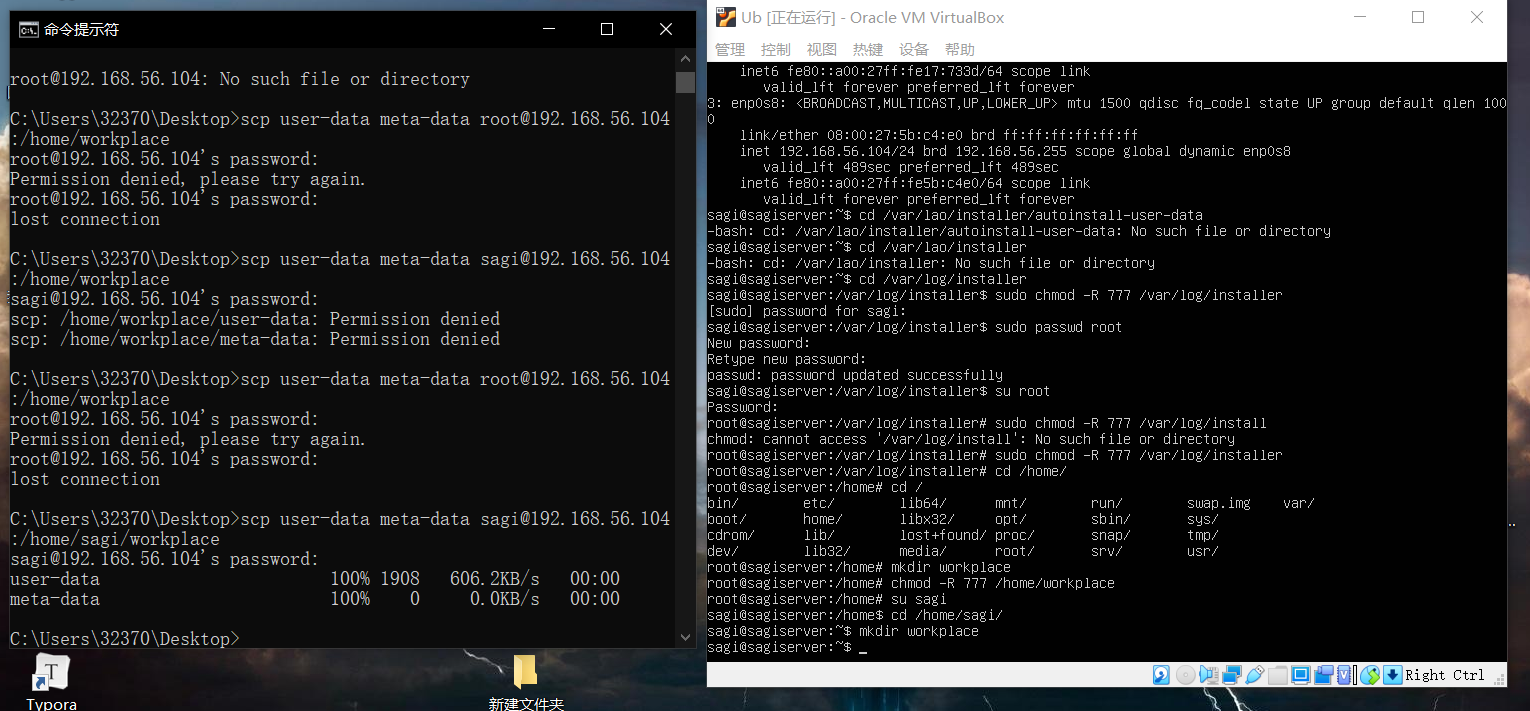 命令提示符
root@192.168.56.104: No such file or directory
C:\Users\32370\Desktop>scp user-data meta-data root@192.168.56.104
:/home/workplace
root@192.168.56.104's password:
Permission denied, please try again.
root@192.168.56.104's password:
lost connection
C:\Users\32370\Desktop>scp user-data meta-data sagi@192.168.56.104
:/home/workplace
sagi@192.168.56.104's password:
scp: /home/workplace/user-data: Permission denied
scp: /home/workplace/meta-data: Permission denied
C:\Users\32370\Desktop>scp user-data meta-data root@192.168.56.104
:/home/workplace
root@192.168.56.104's password:
Permission denied, please try again.
root@192.168.56.104's password:
lost connection
C:\Users\32370\Desktop>scp user-data meta-data sagi@192.168.56.104
:/home/sagi/workplace
sagi@192.168.56.104's password:
user-data 100% 1908 606.2KB/s 00:00
meta-data 100% 0 0.0KB/s 00:00
C:\Users\32370\Desktop>
Typora
新建文件夹
Ub [正在运行] - Oracle VM VirtualBox
管理 控制 视图 热键 设备 帮助
inet6 fe80::a00:27ff:fe17:733d/64 scope link
valid_lft forever preferred_lft forever
3: enp0s8: <BROADCAST,MULTICAST,UP,LOWER_UP> mtu 1500 qdisc fq_codel state UP group default qlen 100
0
link/ether 08:00:27:5b:c4:e0 brd ff:ff:ff:ff:ff:ff
inet 192.168.56.104/24 brd 192.168.56.255 scope global dynamic enp0s8
valid_lft 489sec preferred_lft 489sec
inet6 fe80::a00:27ff:fe5b:c4e0/64 scope link
valid_lft forever preferred_lft forever
sagi@sagiserver:~$ cd /var/lao/installer/autoinstall-user-data
-bash: cd: /var/lao/installer/autoinstall-user-data: No such file or directory
sagi@sagiserver:~$ cd /var/lao/installer
-bash: cd: /var/lao/installer: No such file or directory
sagi@sagiserver:~$ cd /var/log/installer
sagi@sagiserver:/var/log/installer$ sudo chmod -R 777 /var/log/installer
[sudo] password for sagi:
sagi@sagiserver:/var/log/installer$ sudo passwd root
New password:
Retype new password:
passwd: password updated successfully
sagi@sagiserver:/var/log/installer$ su root
Password:
root@sagiserver:/var/log/installer# sudo chmod -R 777 /var/log/install
chmod: cannot access '/var/log/install': No such file or directory
root@sagiserver:/var/log/installer# sudo chmod -R 777 /var/log/installer
root@sagiserver:/var/log/installer# cd /home/
root@sagiserver:/home# cd /
bin/ etc/ lib64/ mnt/ run/ swap.img var/
boot/ home/ libx32/ opt/ sbin/ sys/
cdrom/ lib/ lost+found/ proc/ snap/ tmp/
dev/ lib32/ media/ root/ srv/ usr/
root@sagiserver:/home# mkdir workplace
root@sagiserver:/home# chmod -R 777 /home/workplace
root@sagiserver:/home# su sagi
sagi@sagiserver:/home$ cd /home/sagi/
sagi@sagiserver:~$ mkdir workplace
sagi@sagiserver:~$ _
Right Ctrl